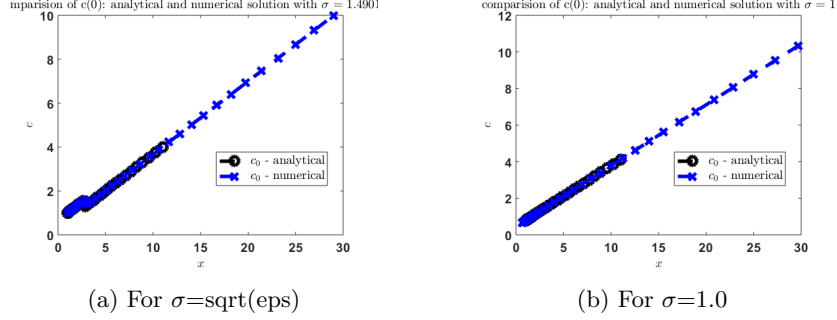 mparision of c(0): analytical and numerical solution with σ = 1.4901
10
8
6
4
2
0
c
0 5 10 15 20 25 30
x
c₀ - analytical
c₀ - numerical
(a) For σ=sqrt(eps)
comparision of c(0): analytical and numerical solution with σ = 1
12
10
8
6
4
2
0
c
0 5 10 15 20 25 30
x
c₀ - analytical
c₀ - numerical
(b) For σ=1.0